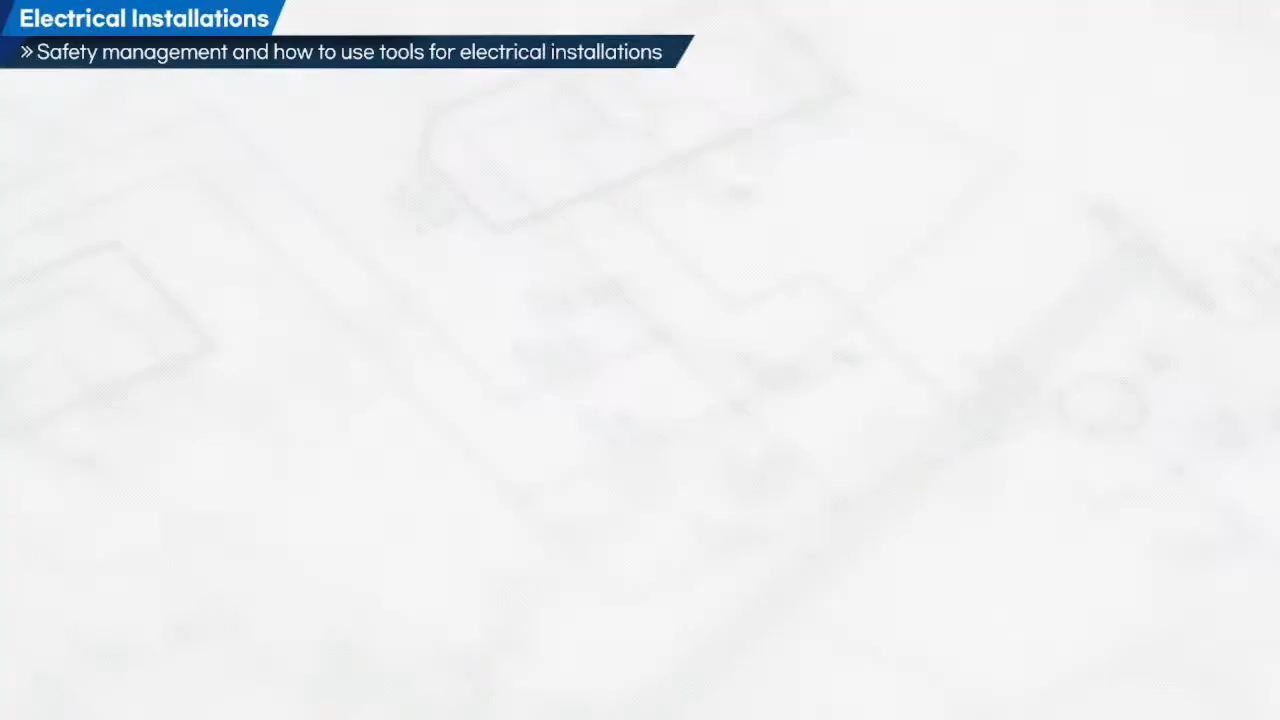 Electrical Installations
» Safety management and how to use tools for electrical installations